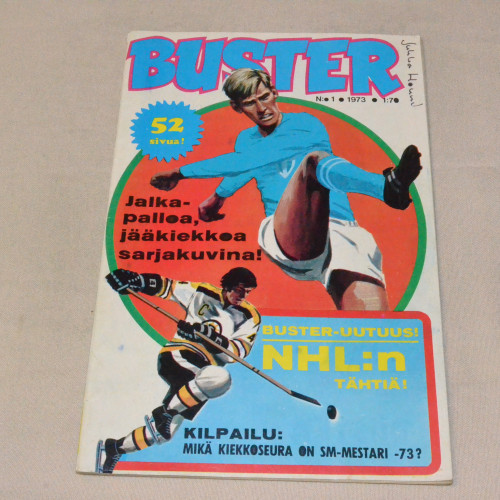 BUSTER
N:o 1 • 1973 • 1:70
52
sivua!
Jalka-
palloa,
jääkiekkoa
sarjakuvina!
C
BUSTER-UUTUUS!
NHL:n
TÄHTIÄ!
KILPAILU:
MIKÄ KIEKKOSEURA ON SM-MESTARI -73?